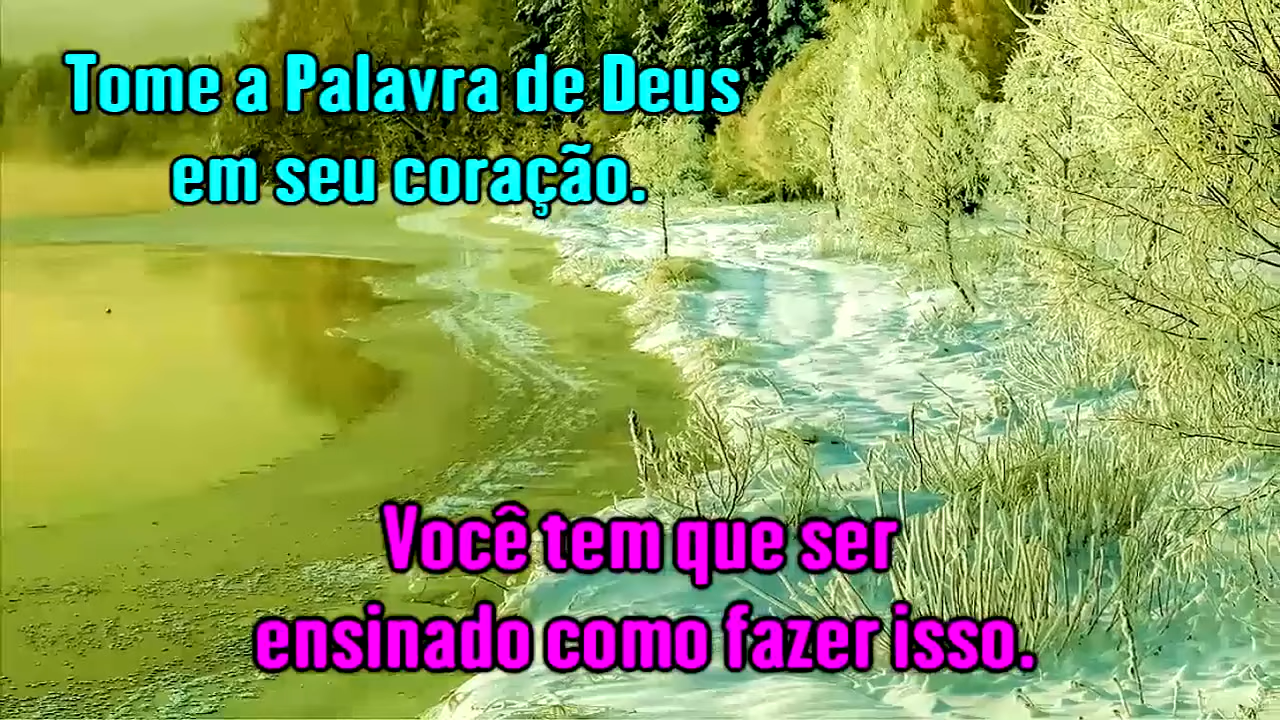 Tome a Palavra de Deus
em seu coração.
Você tem que ser
ensinado como fazer isso.